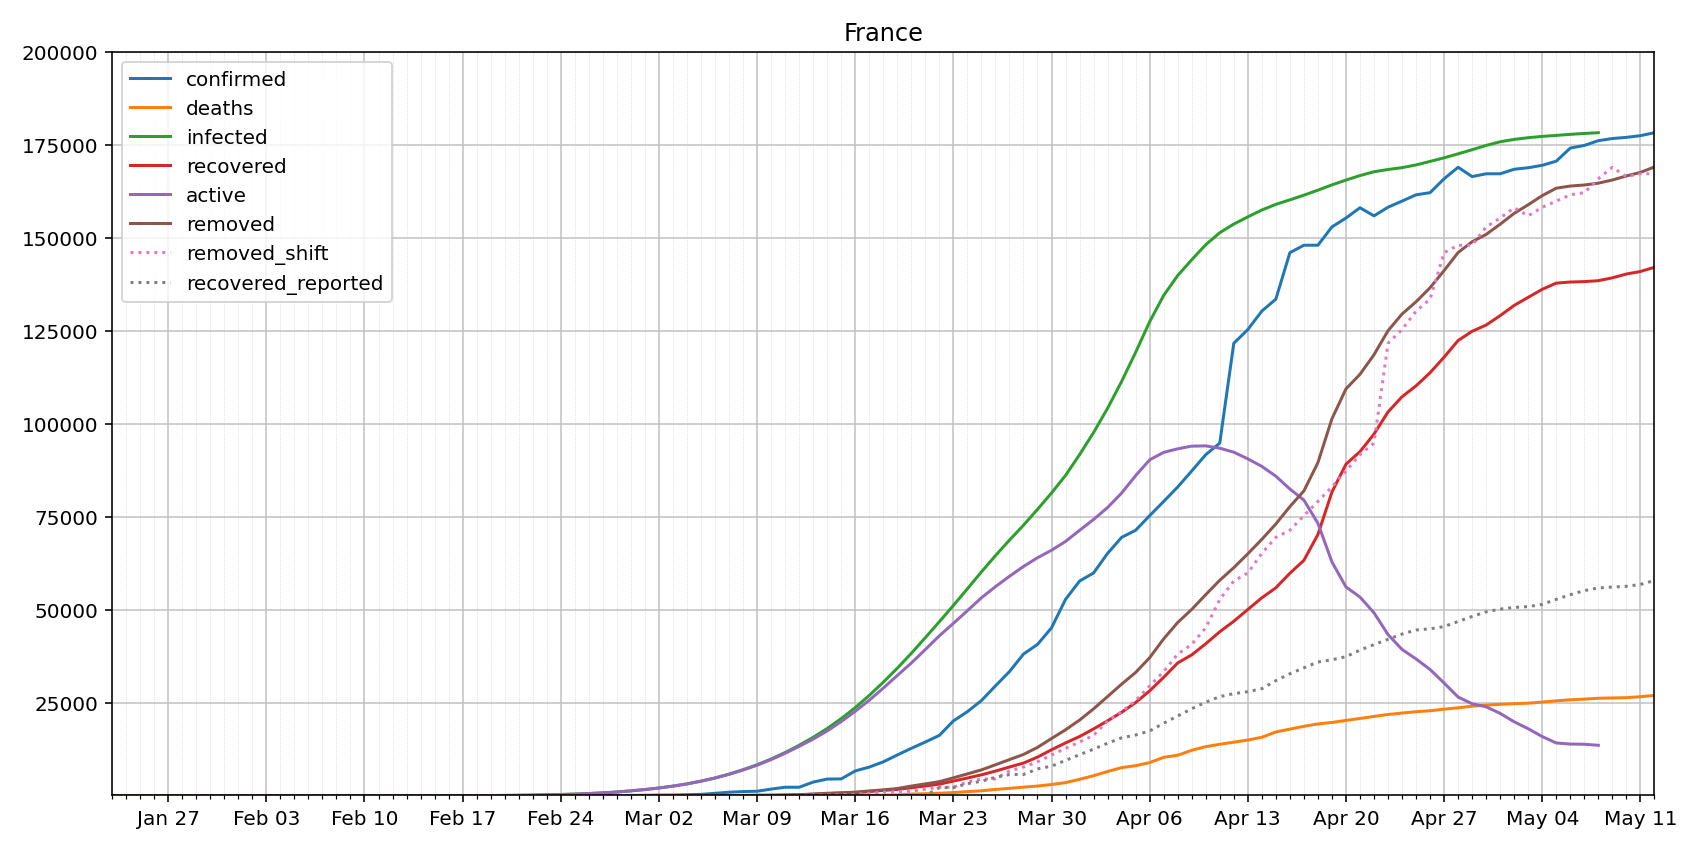 France
200000
175000
150000
125000
100000
75000
50000
25000
confirmed
deaths
infected
recovered
active
removed
removed_shift
recovered_reported
Jan 27 Feb 03 Feb 10 Feb 17 Feb 24 Mar 02 Mar 09 Mar 16 Mar 23 Mar 30 Apr 06 Apr 13 Apr 20 Apr 27 May 04 May 11